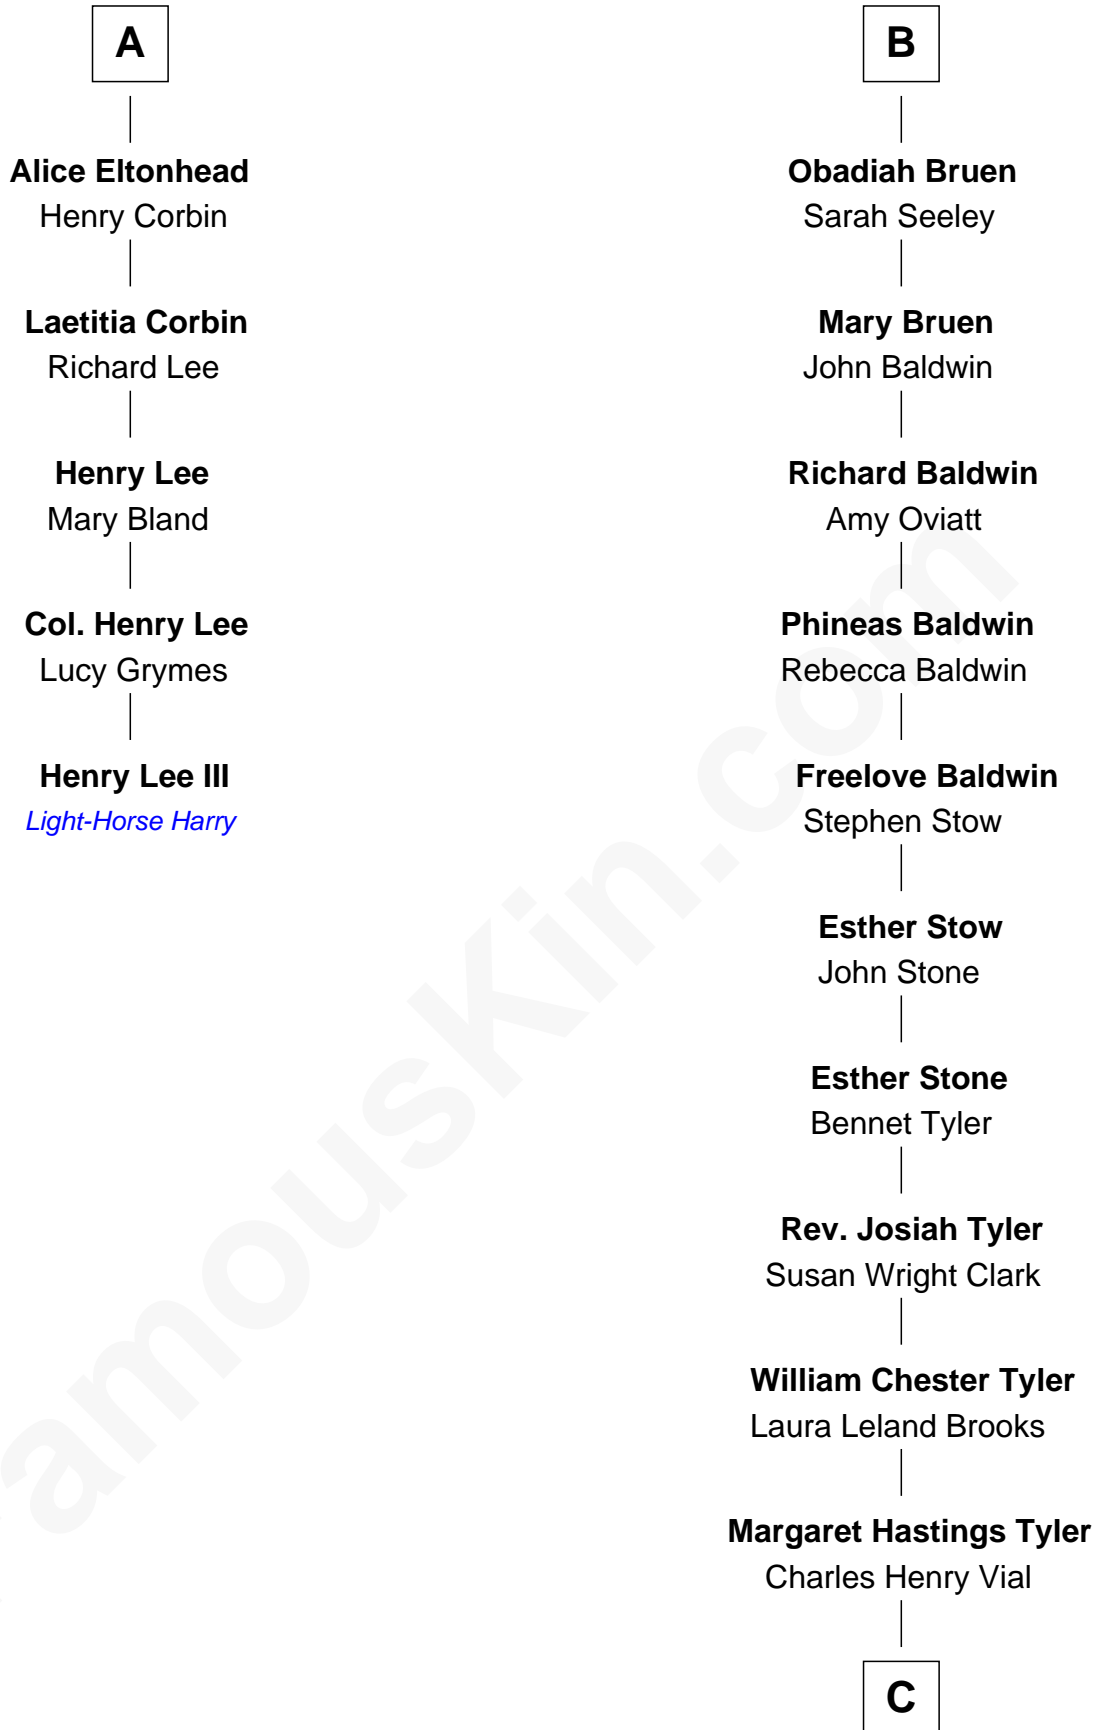 A
Alice Eltonhead
Henry Corbin
Laetitia Corbin
Richard Lee
Henry Lee
Mary Bland
Col. Henry Lee
Lucy Grymes
Henry Lee III
Light-Horse Harry
B
Obadiah Bruen
Sarah Seeley
Mary Bruen
John Baldwin
Richard Baldwin
Amy Oviatt
Phineas Baldwin
Rebecca Baldwin
Freelove Baldwin
Stephen Stow
Esther Stow
John Stone
Esther Stone
Bennet Tyler
Rev. Josiah Tyler
Susan Wright Clark
William Chester Tyler
Laura Leland Brooks
Margaret Hastings Tyler
Charles Henry Vial
C
amouskin.com